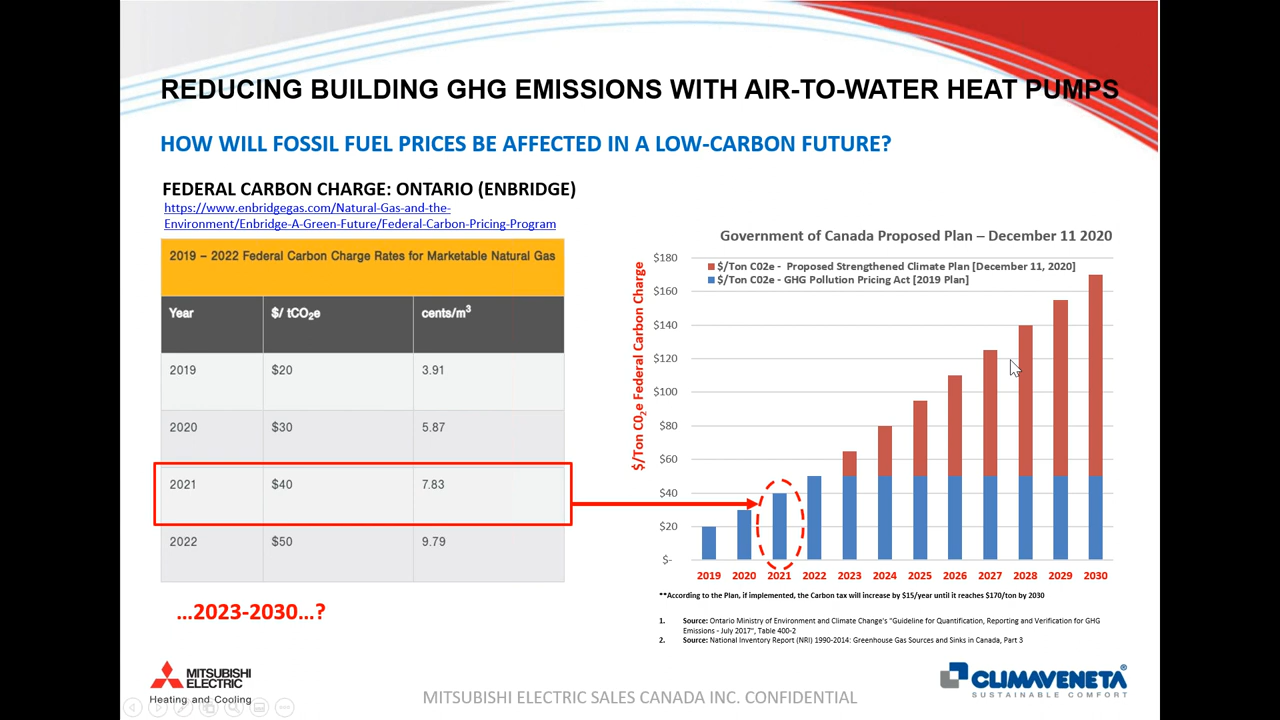 REDUCING BUILDING GHG EMISSIONS WITH AIR-TO-WATER HEAT PUMPS
HOW WILL FOSSIL FUEL PRICES BE AFFECTED IN A LOW-CARBON FUTURE?
FEDERAL CARBON CHARGE: ONTARIO (ENBRIDGE)
https://www.enbridgegas.com/Natural-Gas-and-the-
Environment/Enbridge-A-Green-Future/Federal-Carbon-Pricing-Program
2019 – 2022 Federal Carbon Charge Rates for Marketable Natural Gas
Year $/ tCO₂e cents/m³
2019 $20 3.91
2020 $30 5.87
2021 $40 7.83
2022 $50 9.79
...2023-2030...?
Government of Canada Proposed Plan – December 11 2020
$/Ton C0₂e Federal Carbon Charge
$/Ton C02e - Proposed Strengthened Climate Plan [December 11, 2020]
$/Ton C02e - GHG Pollution Pricing Act [2019 Plan]
$180
$160
$140
$120
$100
$80
$60
$40
$20
$-
2019 2020 2021 2022 2023 2024 2025 2026 2027 2028 2029 2030
**According to the Plan, if implemented, the Carbon tax will increase by $15/year until it reaches $170/ton by 2030
1. Source: Ontario Ministry of Environment and Climate Change's "Guideline for Quantification, Reporting and Verification for GHG
Emissions - July 2017", Table 400-2
2. Source: National Inventory Report (NRI) 1990-2014: Greenhouse Gas Sources and Sinks in Canada, Part 3
MITSUBISHI
ELECTRIC
Heating and Cooling
MITSUBISHI ELECTRIC SALES CANADA INC. CONFIDENTIAL
CLIMAVENETA
SUSTAINABLE COMFORT